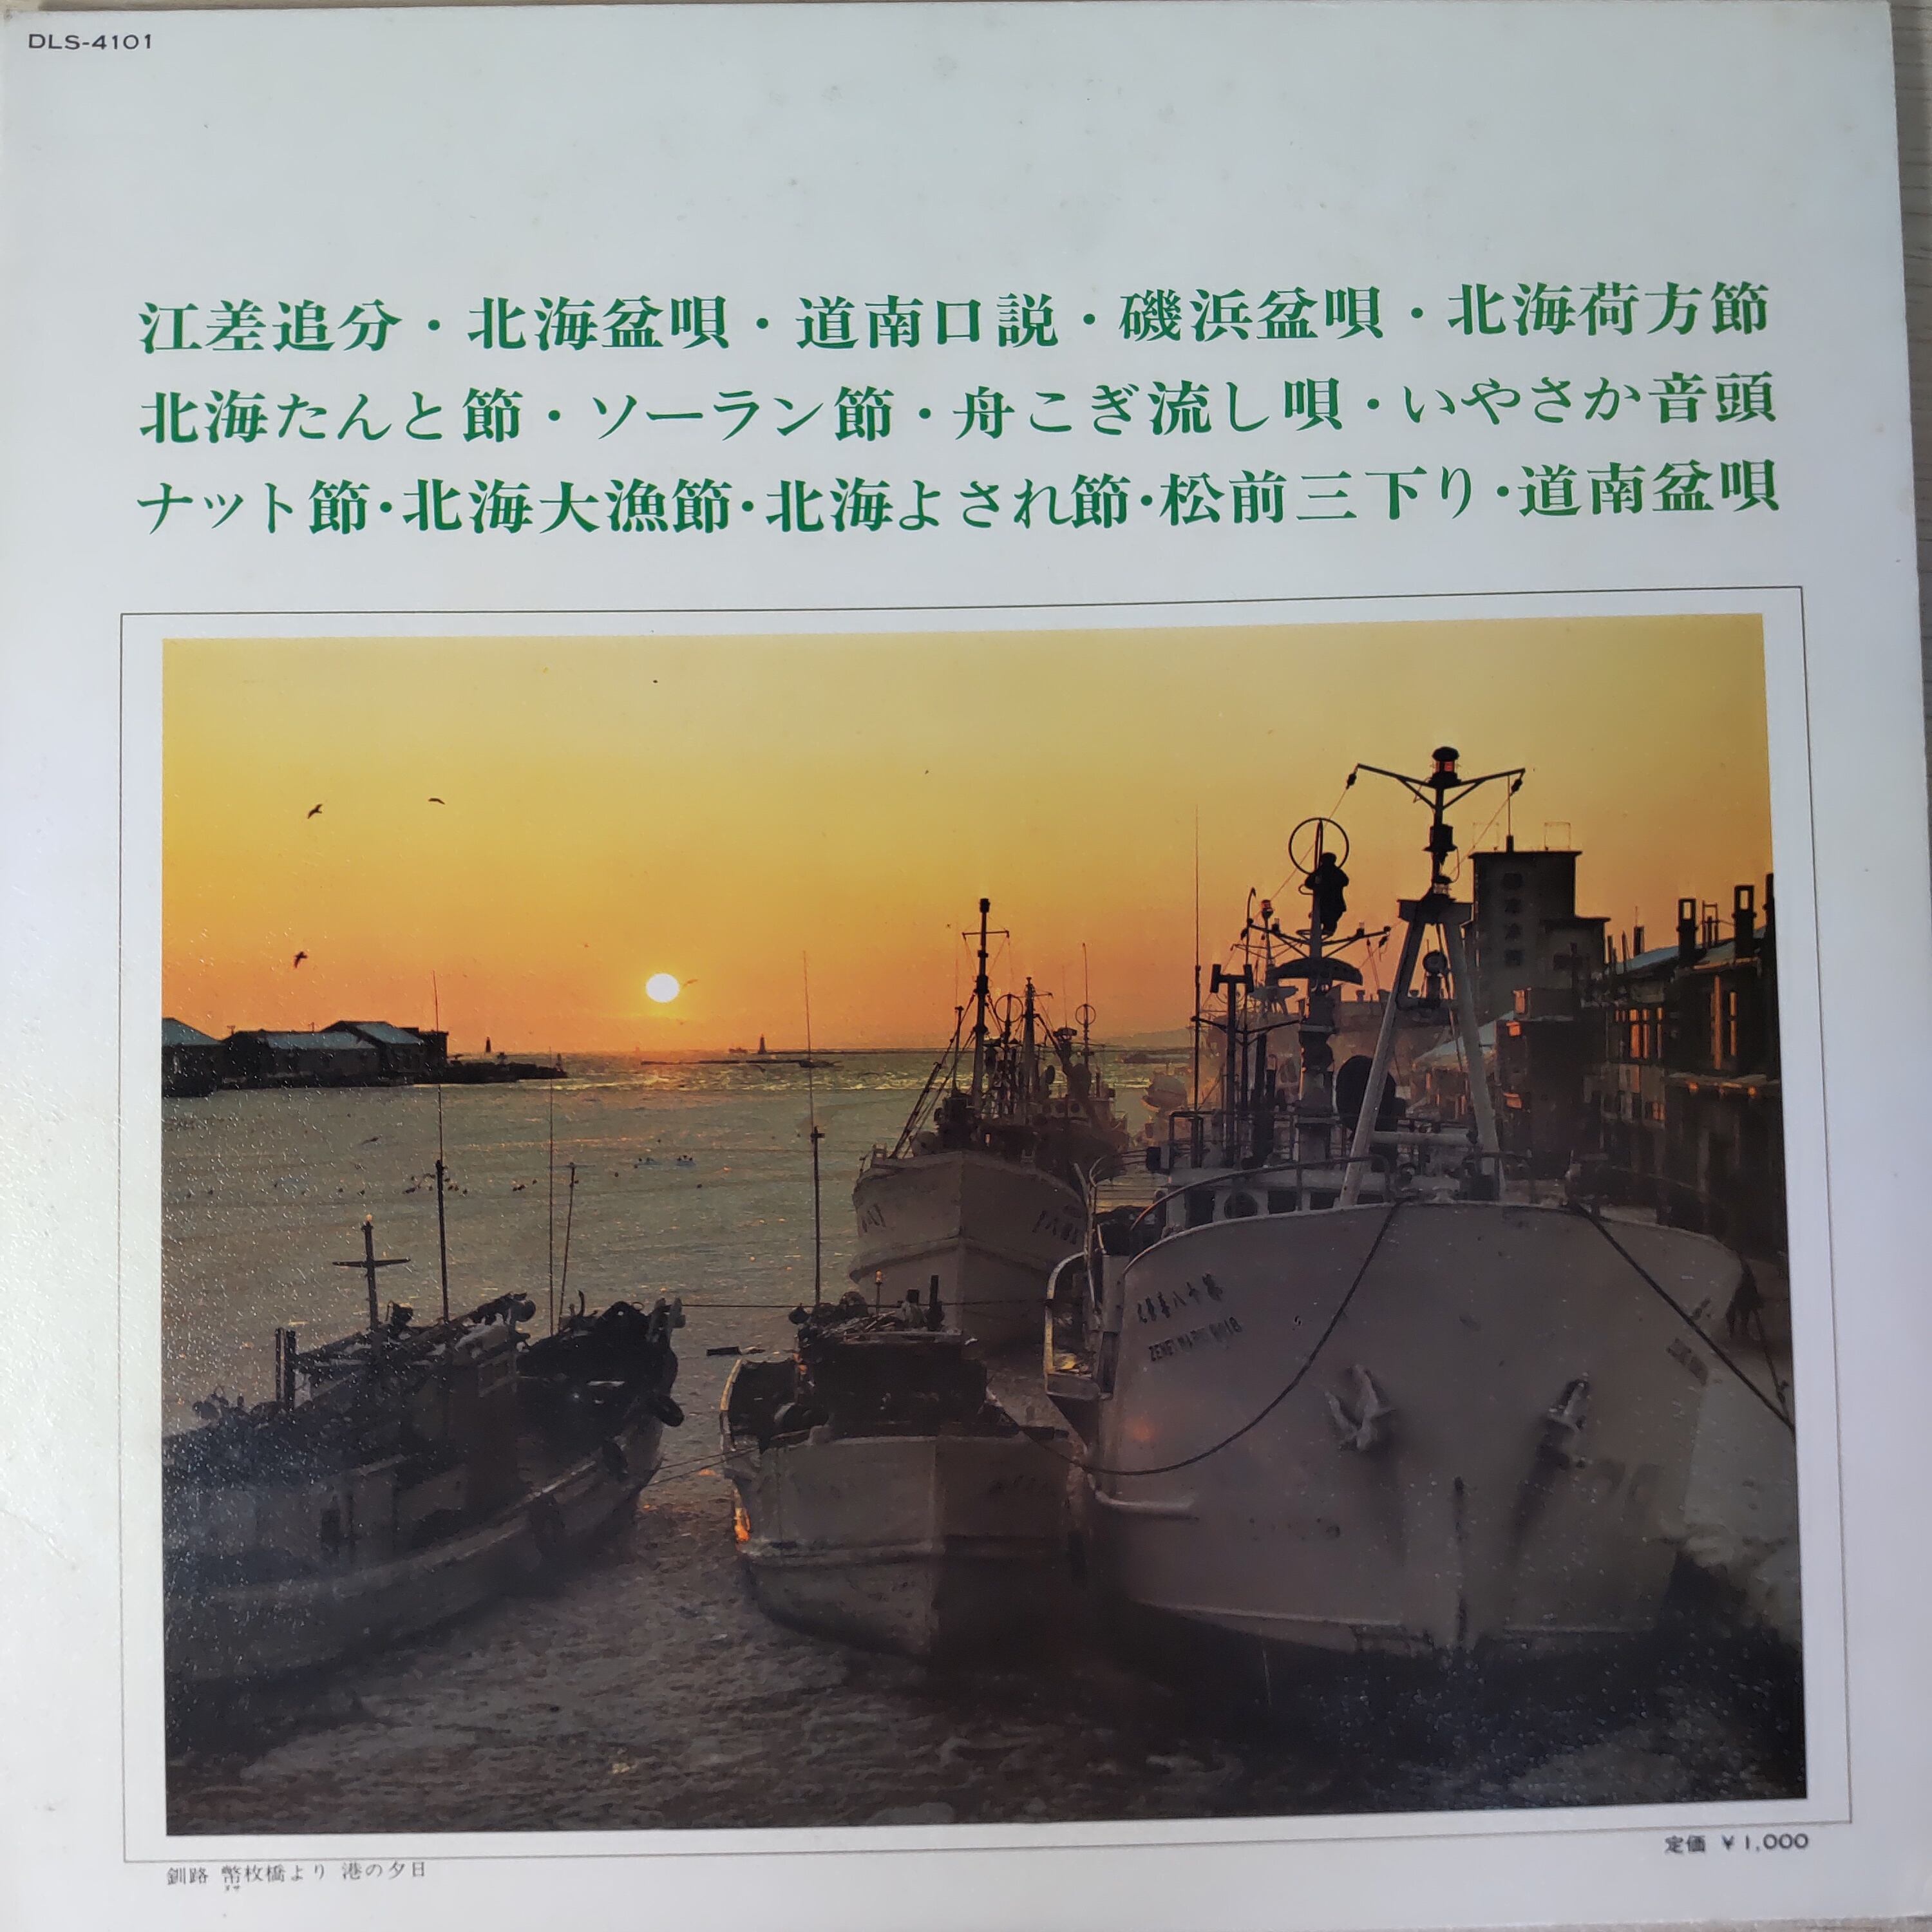 DLS-4101
江差追分・北海盆唄・道南口説・磯浜盆唄・北海荷方節
北海たんと節・ソーラン節・舟こぎ流し唄・いやさか音頭
ナット節・北海大漁節・北海よされ節・松前三下り・道南盆唄
定価 ¥1,000
釧路 幣枚橋より 港の夕日
ヌサ